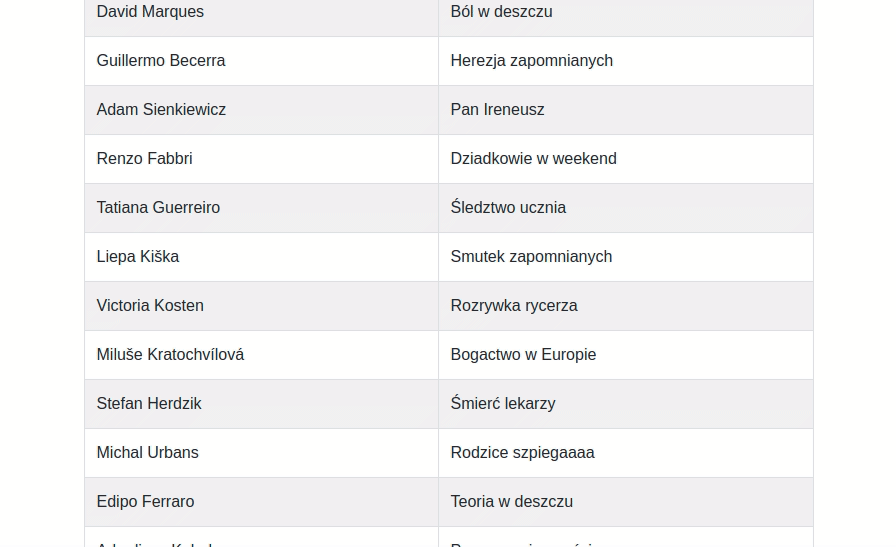 David Marques Ból w deszczu
Guillermo Becerra Herezja zapomnianych
Adam Sienkiewicz Pan Ireneusz
Renzo Fabbri Dziadkowie w weekend
Tatiana Guerreiro Śledztwo ucznia
Liepa Kiška Smutek zapomnianych
Victoria Kosten Rozrywka rycerza
Miluše Kratochvílová Bogactwo w Europie
Stefan Herdzik Śmierć lekarzy
Michal Urbans Rodzice szpiegaaaa
Edipo Ferraro Teoria w deszczu